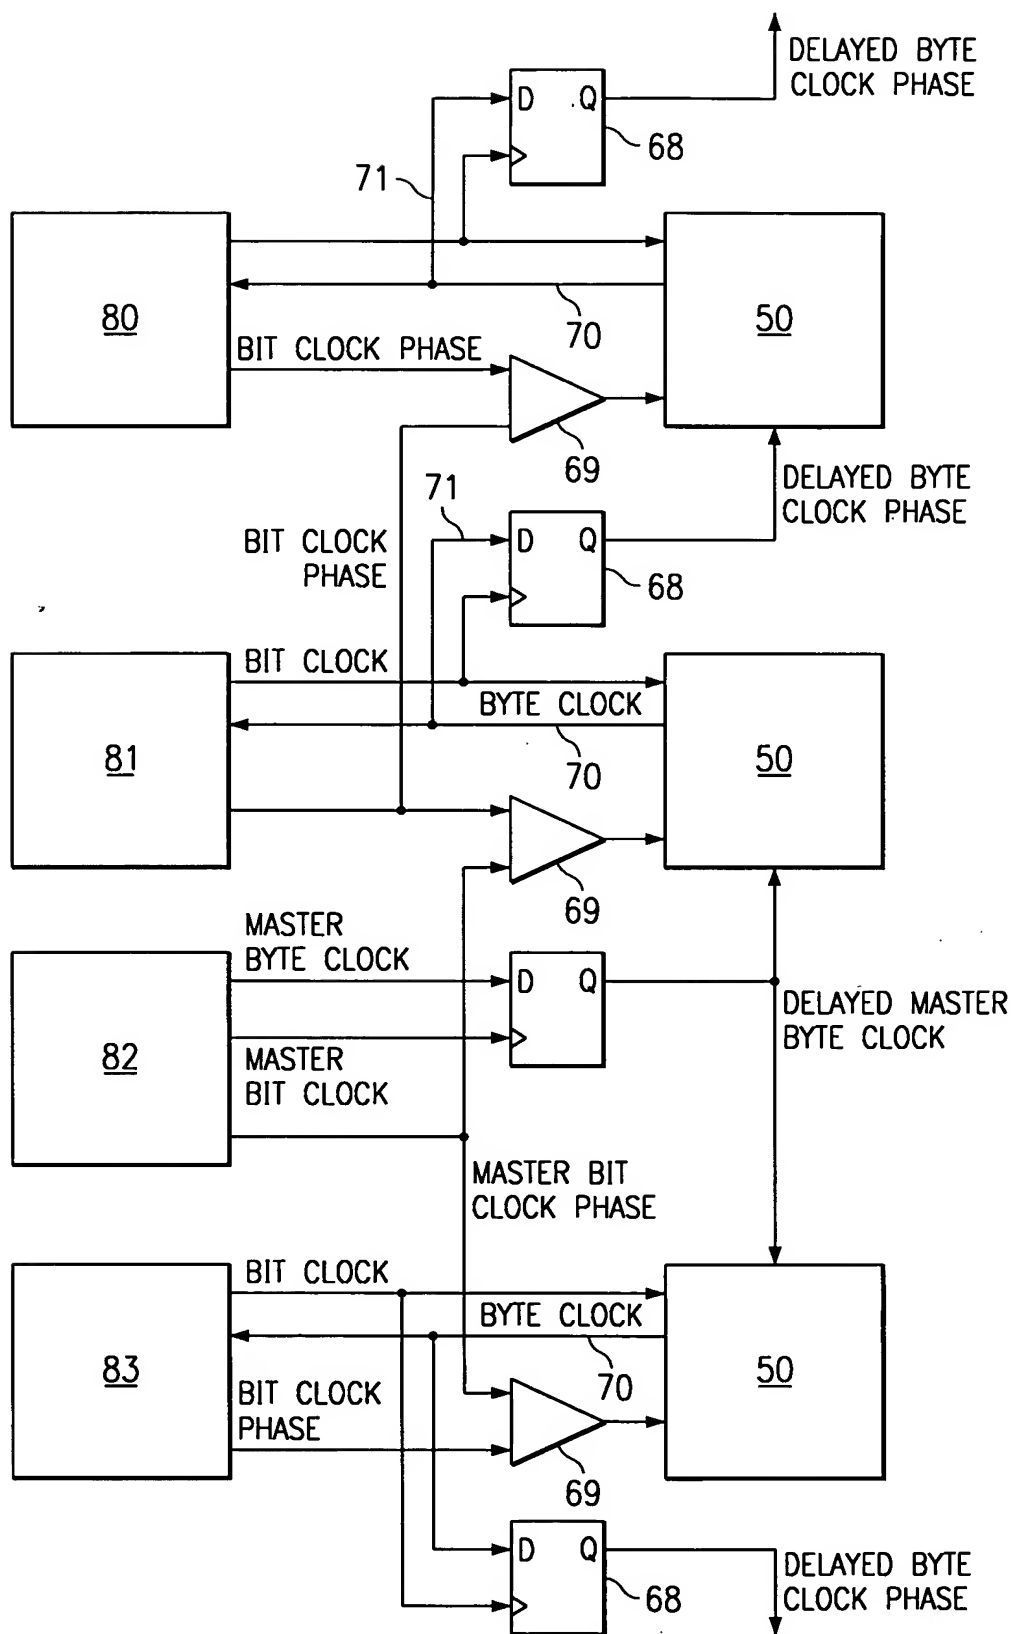 DELAYED BYTE
CLOCK PHASE
D Q
68
71
80
50
70
BIT CLOCK PHASE
69
DELAYED BYTE
CLOCK PHASE
71
D Q
BIT CLOCK
PHASE
68
BIT CLOCK
BYTE CLOCK
81
50
70
69
MASTER
BYTE CLOCK
D Q
DELAYED MASTER
BYTE CLOCK
82
MASTER
BIT CLOCK
MASTER BIT
CLOCK PHASE
BIT CLOCK
BYTE CLOCK
83
50
70
BIT CLOCK
PHASE
69
D Q
68
DELAYED BYTE
CLOCK PHASE